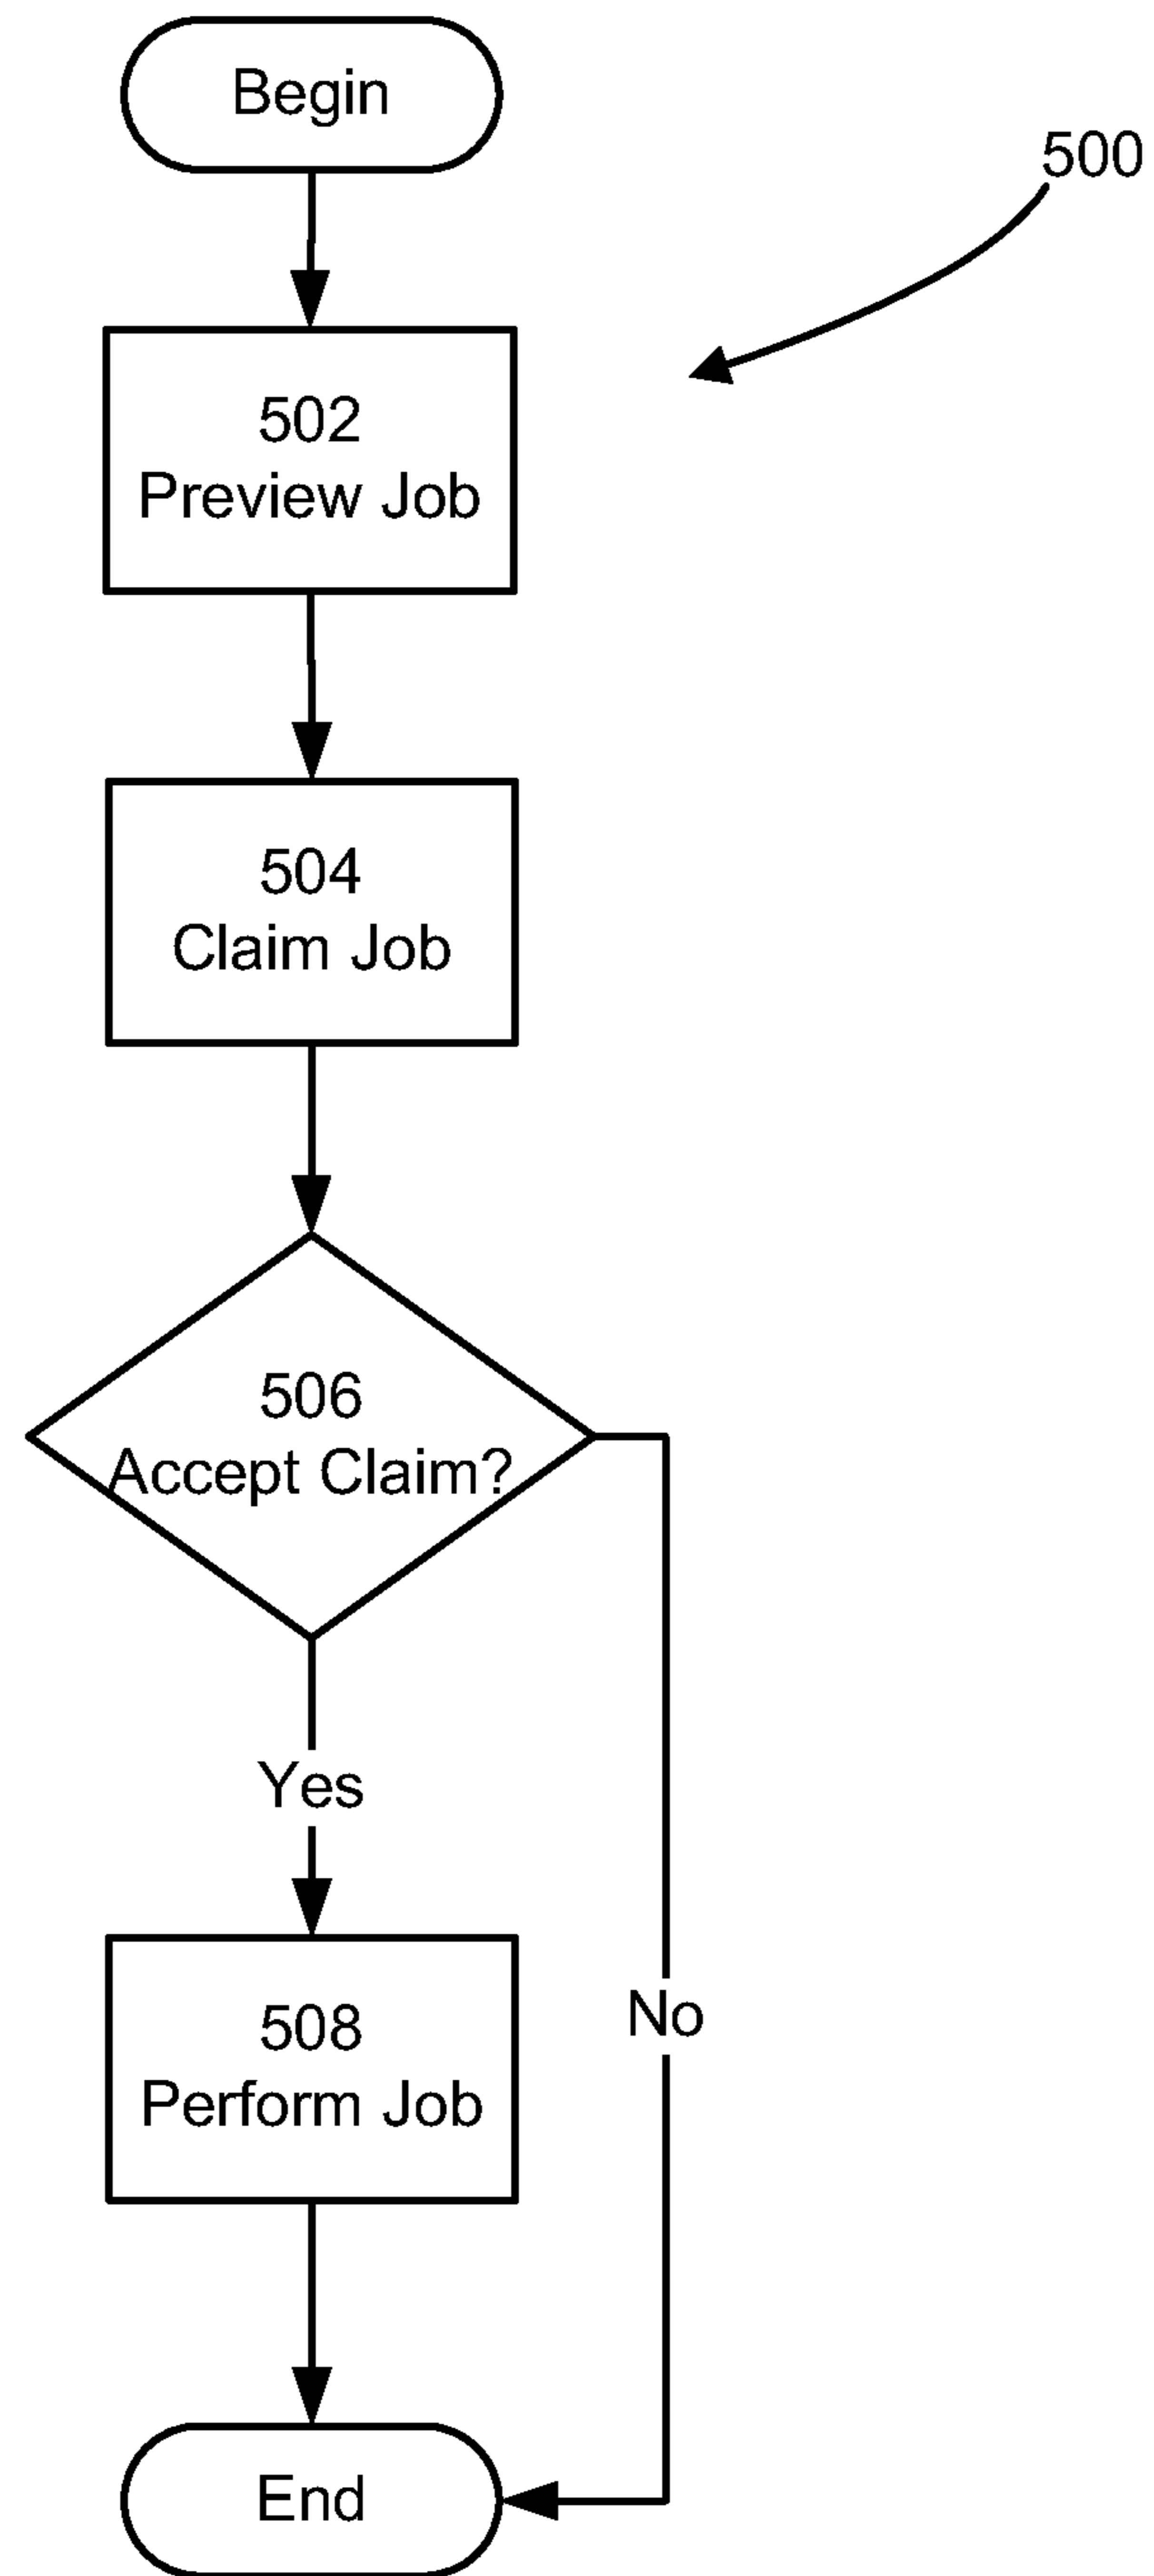 Begin
500
502
Preview Job
504
Claim Job
506
Accept Claim?
Yes
No
508
Perform Job
End